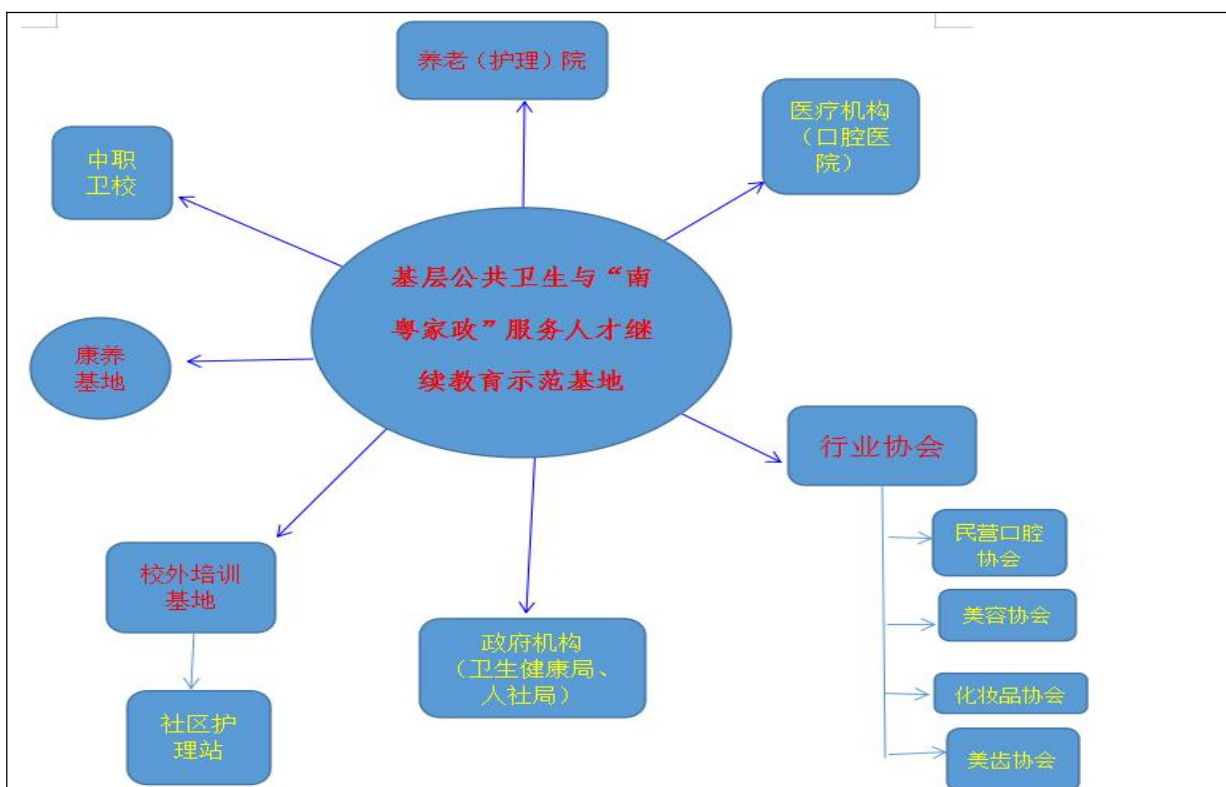 养老（护理）院
医疗机构
（口腔医
院）
中职
卫校
基层公共卫生与“南
粤家政”服务人才继
续教育示范基地
康养
基地
行业协会
民营口腔
协会
美容协会
化妆品协会
美齿协会
校外培训
基地
社区护
理站
政府机构
（卫生健康局、
人社局）